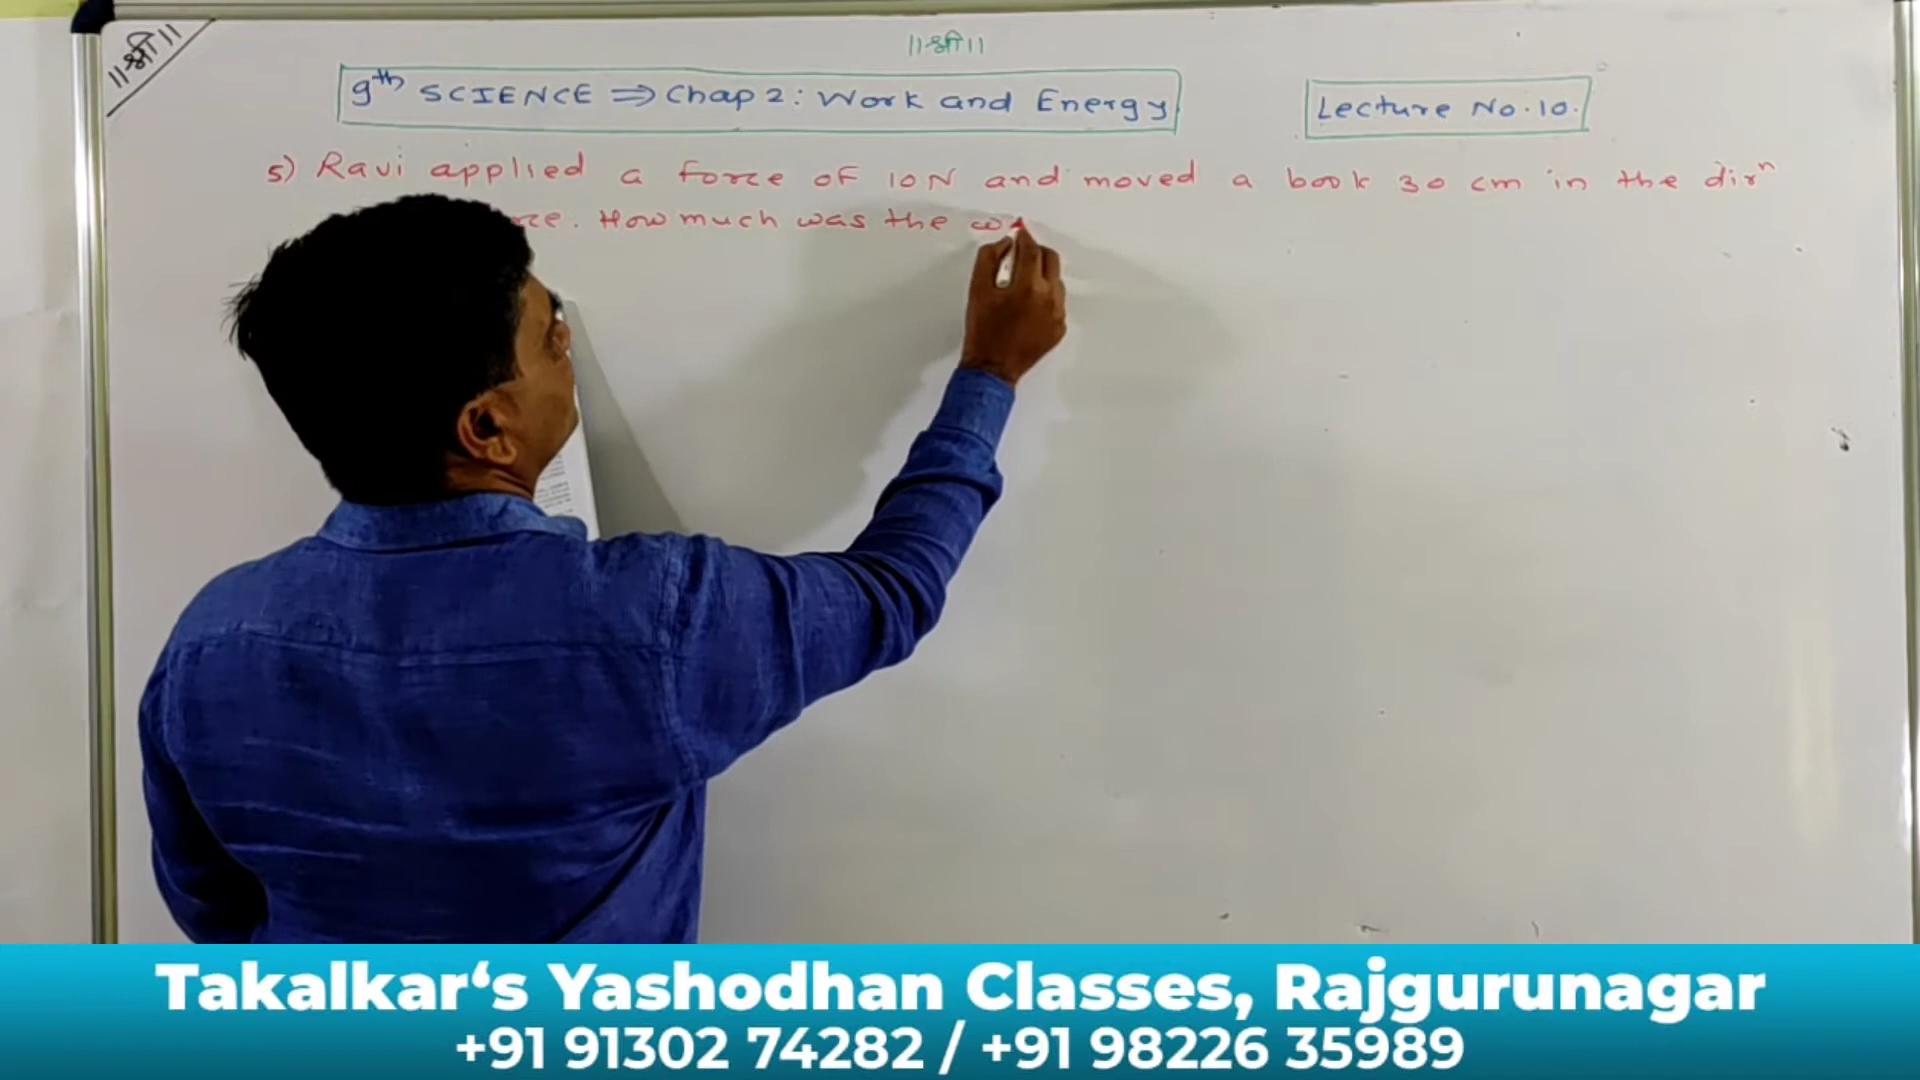 ॥श्री॥
॥श्री॥
9th SCIENCE ⇒ Chap 2: Work and Energy
Lecture No. 10.
5) Ravi applied a force of 10N and moved a book 30 cm in the dirⁿ
How much was the
Takalkar‘s Yashodhan Classes, Rajgurunagar
+91 91302 74282 / +91 98226 35989